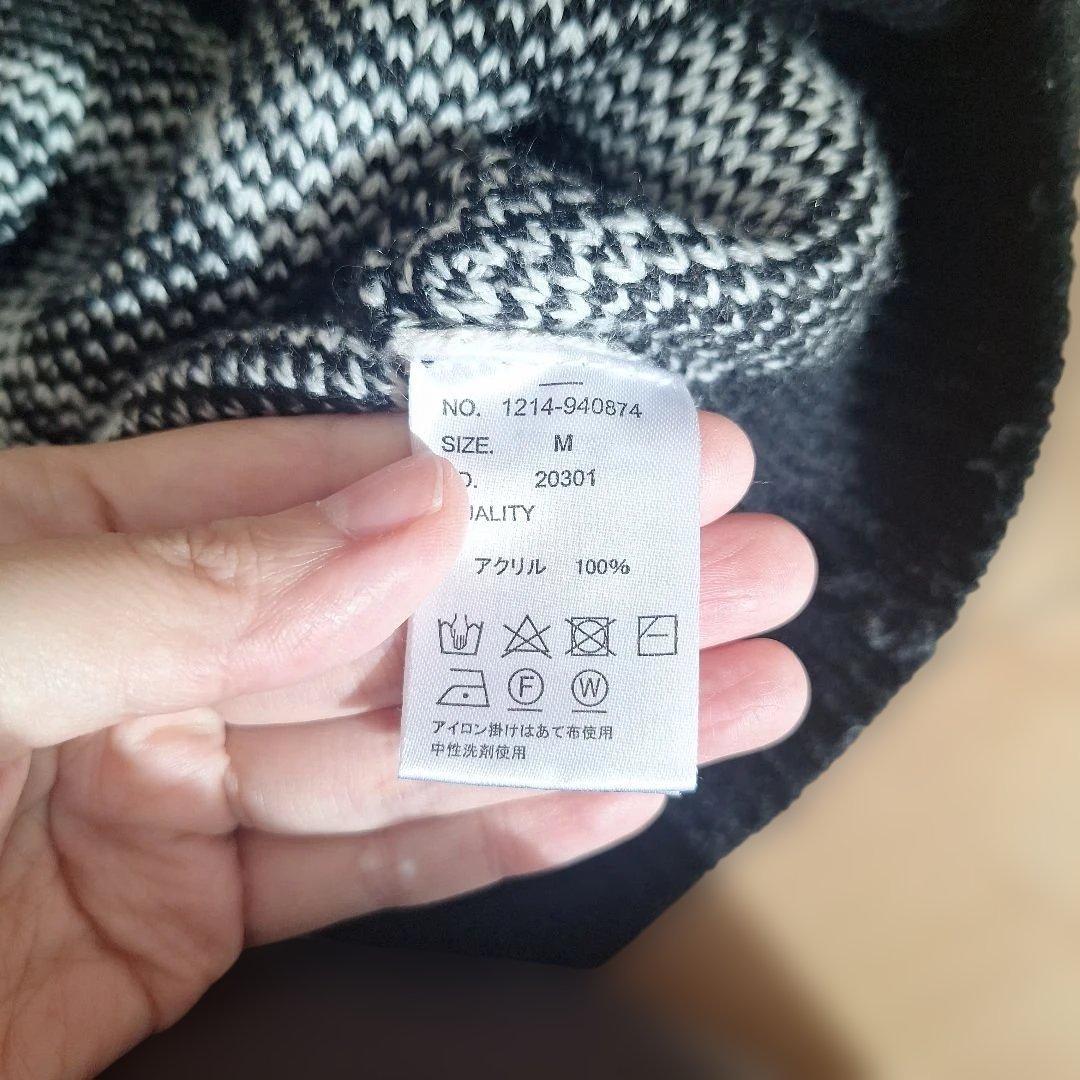 NO. 1214-940874
SIZE. M
D. 20301
UALITY
アクリル 100%
F W
アイロン掛けはあて布使用
中性洗剤使用